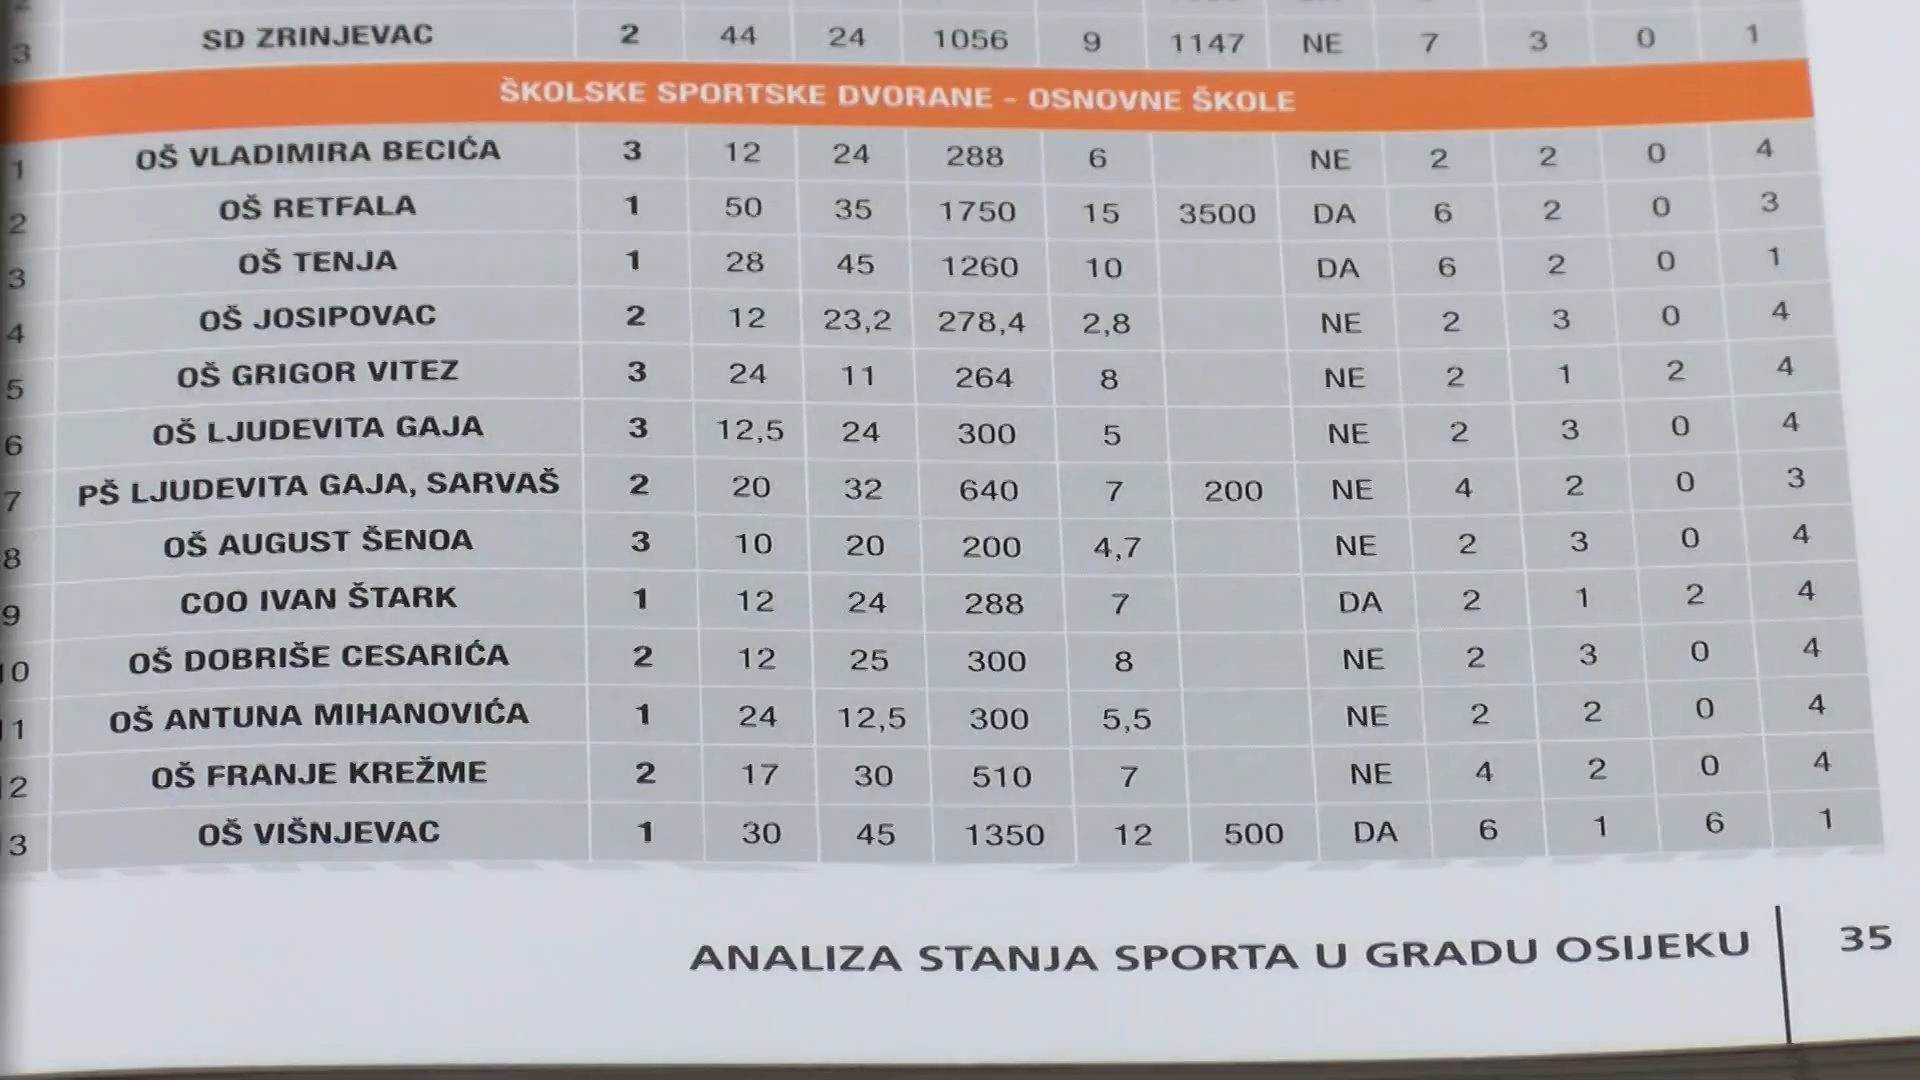 3 SD ZRINJEVAC 2 44 24 1056 9 1147 NE 7 3 0 1
ŠKOLSKE SPORTSKE DVORANE - OSNOVNE ŠKOLE
1 OŠ VLADIMIRA BECIĆA 3 12 24 288 6 NE 2 2 0 4
2 OŠ RETFALA 1 50 35 1750 15 3500 DA 6 2 0 3
3 OŠ TENJA 1 28 45 1260 10 DA 6 2 0 1
4 OŠ JOSIPOVAC 2 12 23,2 278,4 2,8 NE 2 3 0 4
5 OŠ GRIGOR VITEZ 3 24 11 264 8 NE 2 1 2 4
6 OŠ LJUDEVITA GAJA 3 12,5 24 300 5 NE 2 3 0 4
7 PŠ LJUDEVITA GAJA, SARVAŠ 2 20 32 640 7 200 NE 4 2 0 3
8 OŠ AUGUST ŠENOA 3 10 20 200 4,7 NE 2 3 0 4
9 COO IVAN ŠTARK 1 12 24 288 7 DA 2 1 2 4
10 OŠ DOBRIŠE CESARIĆA 2 12 25 300 8 NE 2 3 0 4
11 OŠ ANTUNA MIHANOVIĆA 1 24 12,5 300 5,5 NE 2 2 0 4
12 OŠ FRANJE KREŽME 2 17 30 510 7 NE 4 2 0 4
3 OŠ VIŠNJEVAC 1 30 45 1350 12 500 DA 6 1 6 1
ANALIZA STANJA SPORTA U GRADU OSIJEKU 35